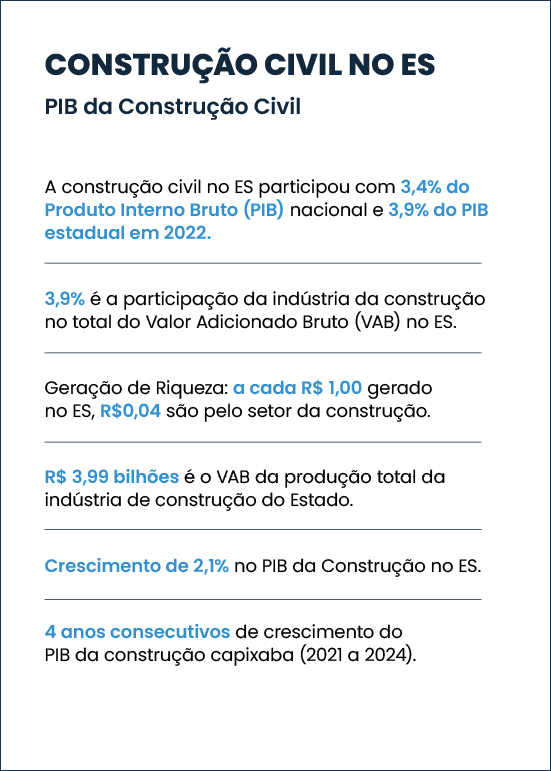 CONSTRUÇÃO CIVIL NO ES
PIB da Construção Civil
A construção civil no ES participou com 3,4% do
Produto Interno Bruto (PIB) nacional e 3,9% do PIB
estadual em 2022.
3,9% é a participação da indústria da construção
no total do Valor Adicionado Bruto (VAB) no ES.
Geração de Riqueza: a cada R$ 1,00 gerado
no ES, R$0,04 são pelo setor da construção.
R$ 3,99 bilhões é o VAB da produção total da
indústria de construção do Estado.
Crescimento de 2,1% no PIB da Construção no ES.
4 anos consecutivos de crescimento do
PIB da construção capixaba (2021 a 2024).